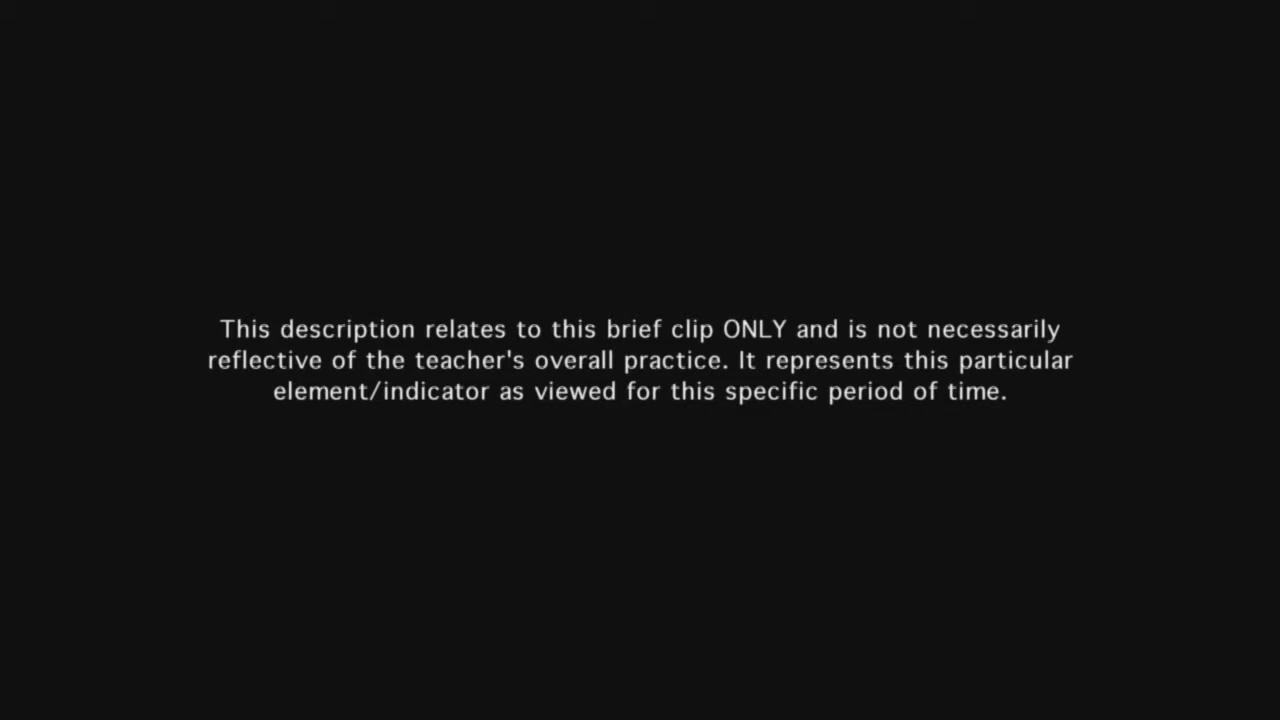 This description relates to this brief clip ONLY and is not necessarily
reflective of the teacher's overall practice. It represents this particular
element/indicator as viewed for this specific period of time.